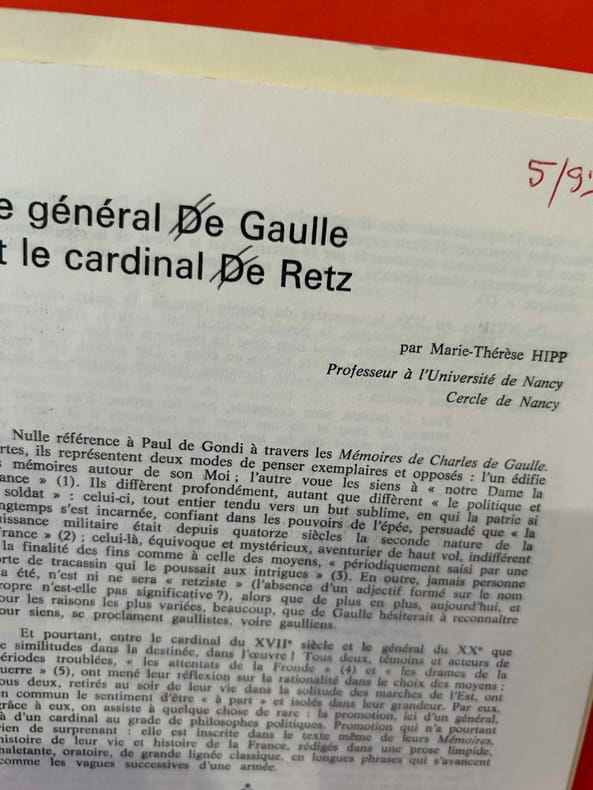 5/9
e général De Gaulle
t le cardinal De Retz
par Marie-Thérèse HIPP
Professeur à l'Université de Nancy
Cercle de Nancy
Nulle référence à Paul de Gondi à travers les Mémoires de Charles de Gaulle.
rtes, ils représentent deux modes de penser exemplaires et opposés : l'un édifie
s mémoires autour de son Moi ; l'autre voue les siens à « notre Dame la
ance » (1). Ils diffèrent profondément, autant que diffèrent « le politique et
soldat » : celui-ci, tout entier tendu vers un but sublime, en qui la patrie si
ngtemps s'est incarnée, confiant dans les pouvoirs de l'épée, persuadé que « la
uissance militaire était depuis quatorze siècles la seconde nature de la
rance » (2) ; celui-là, équivoque et mystérieux, aventurier de haut vol, indifférent
la finalité des fins comme à celle des moyens, « périodiquement saisi par une
orte de tracassin qui le poussait aux intrigues » (3). En outre, jamais personne
a été, n'est ni ne sera « retziste » (l'absence d'un adjectif formé sur le nom
ropre n'est-elle pas significative ?), alors que de plus en plus, aujourd'hui, et
our les raisons les plus variées, beaucoup, que de Gaulle hésiterait à reconnaître
our siens, se proclament gaullistes, voire gaulliens.
Et pourtant, entre le cardinal du XVIIe siècle et le général du XXe que
e similitudes dans la destinée, dans l'œuvre ! Tous deux, témoins et acteurs de
ériodes troublées, « les attentats de la Fronde » (4) et « les drames de la
uerre » (5), ont mené leur réflexion sur la rationalité dans le choix des moyens ;
ous deux, retirés au soir de leur vie dans la solitude des marches de l'Est, ont
n commun le sentiment d'être « à part » et isolés dans leur grandeur. Par eux,
grâce à eux, on assiste à quelque chose de rare : la promotion, ici d'un général,
à d'un cardinal au grade de philosophes politiques. Promotion qui n'a pourtant
ien de surprenant : elle est inscrite dans le texte même de leurs Mémoires,
histoire de leur vie et histoire de la France, rédigés dans une prose limpide,
haletante, oratoire, de grande lignée classique, en longues phrases qui s'avancent
comme les vagues successives d'une armée.